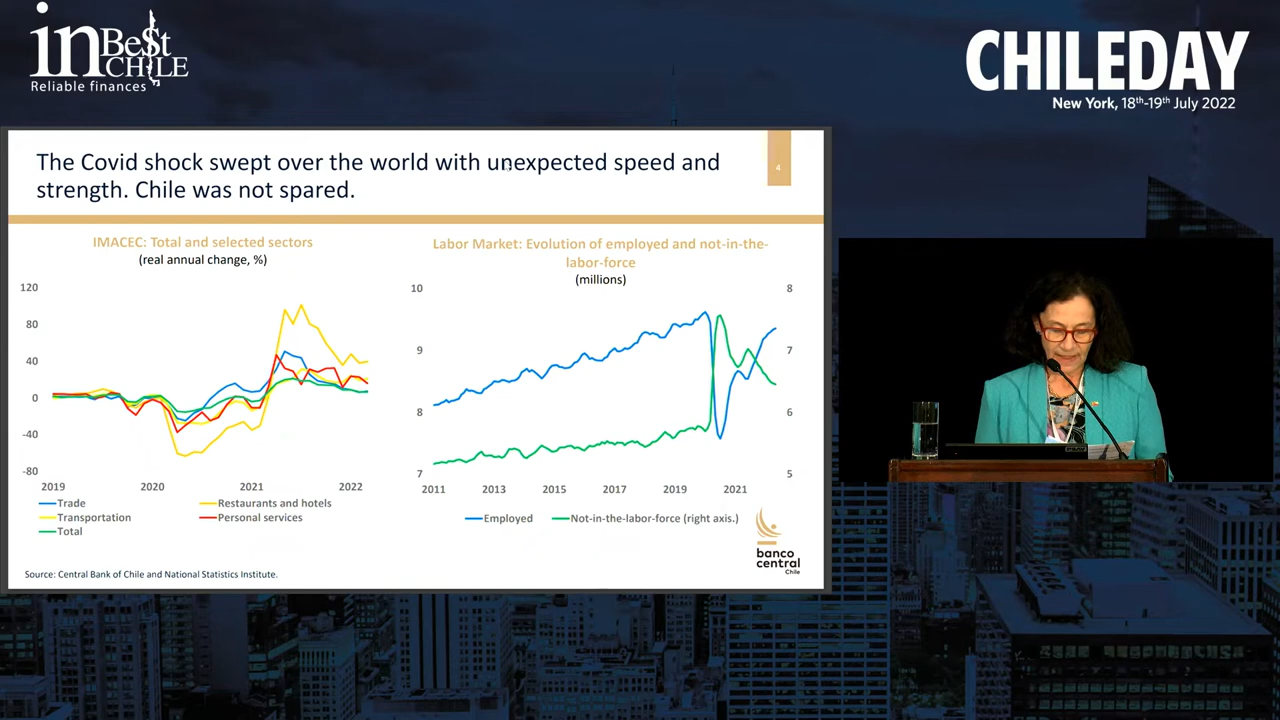 inBe$t
CHILE
Reliable finances
CHILEDAY
New York, 18th-19th July 2022
The Covid shock swept over the world with unexpected speed and
strength. Chile was not spared.
4
IMACEC: Total and selected sectors
(real annual change, %)
120
80
40
0
-40
-80
2019 2020 2021 2022
Trade
Restaurants and hotels
Transportation
Personal services
Total
Labor Market: Evolution of employed and not-in-the-
labor-force
(millions)
10
9
8
7
8
7
6
5
2011 2013 2015 2017 2019 2021
Employed
Not-in-the-labor-force (right axis.)
banco
central
Chile
Source: Central Bank of Chile and National Statistics Institute.